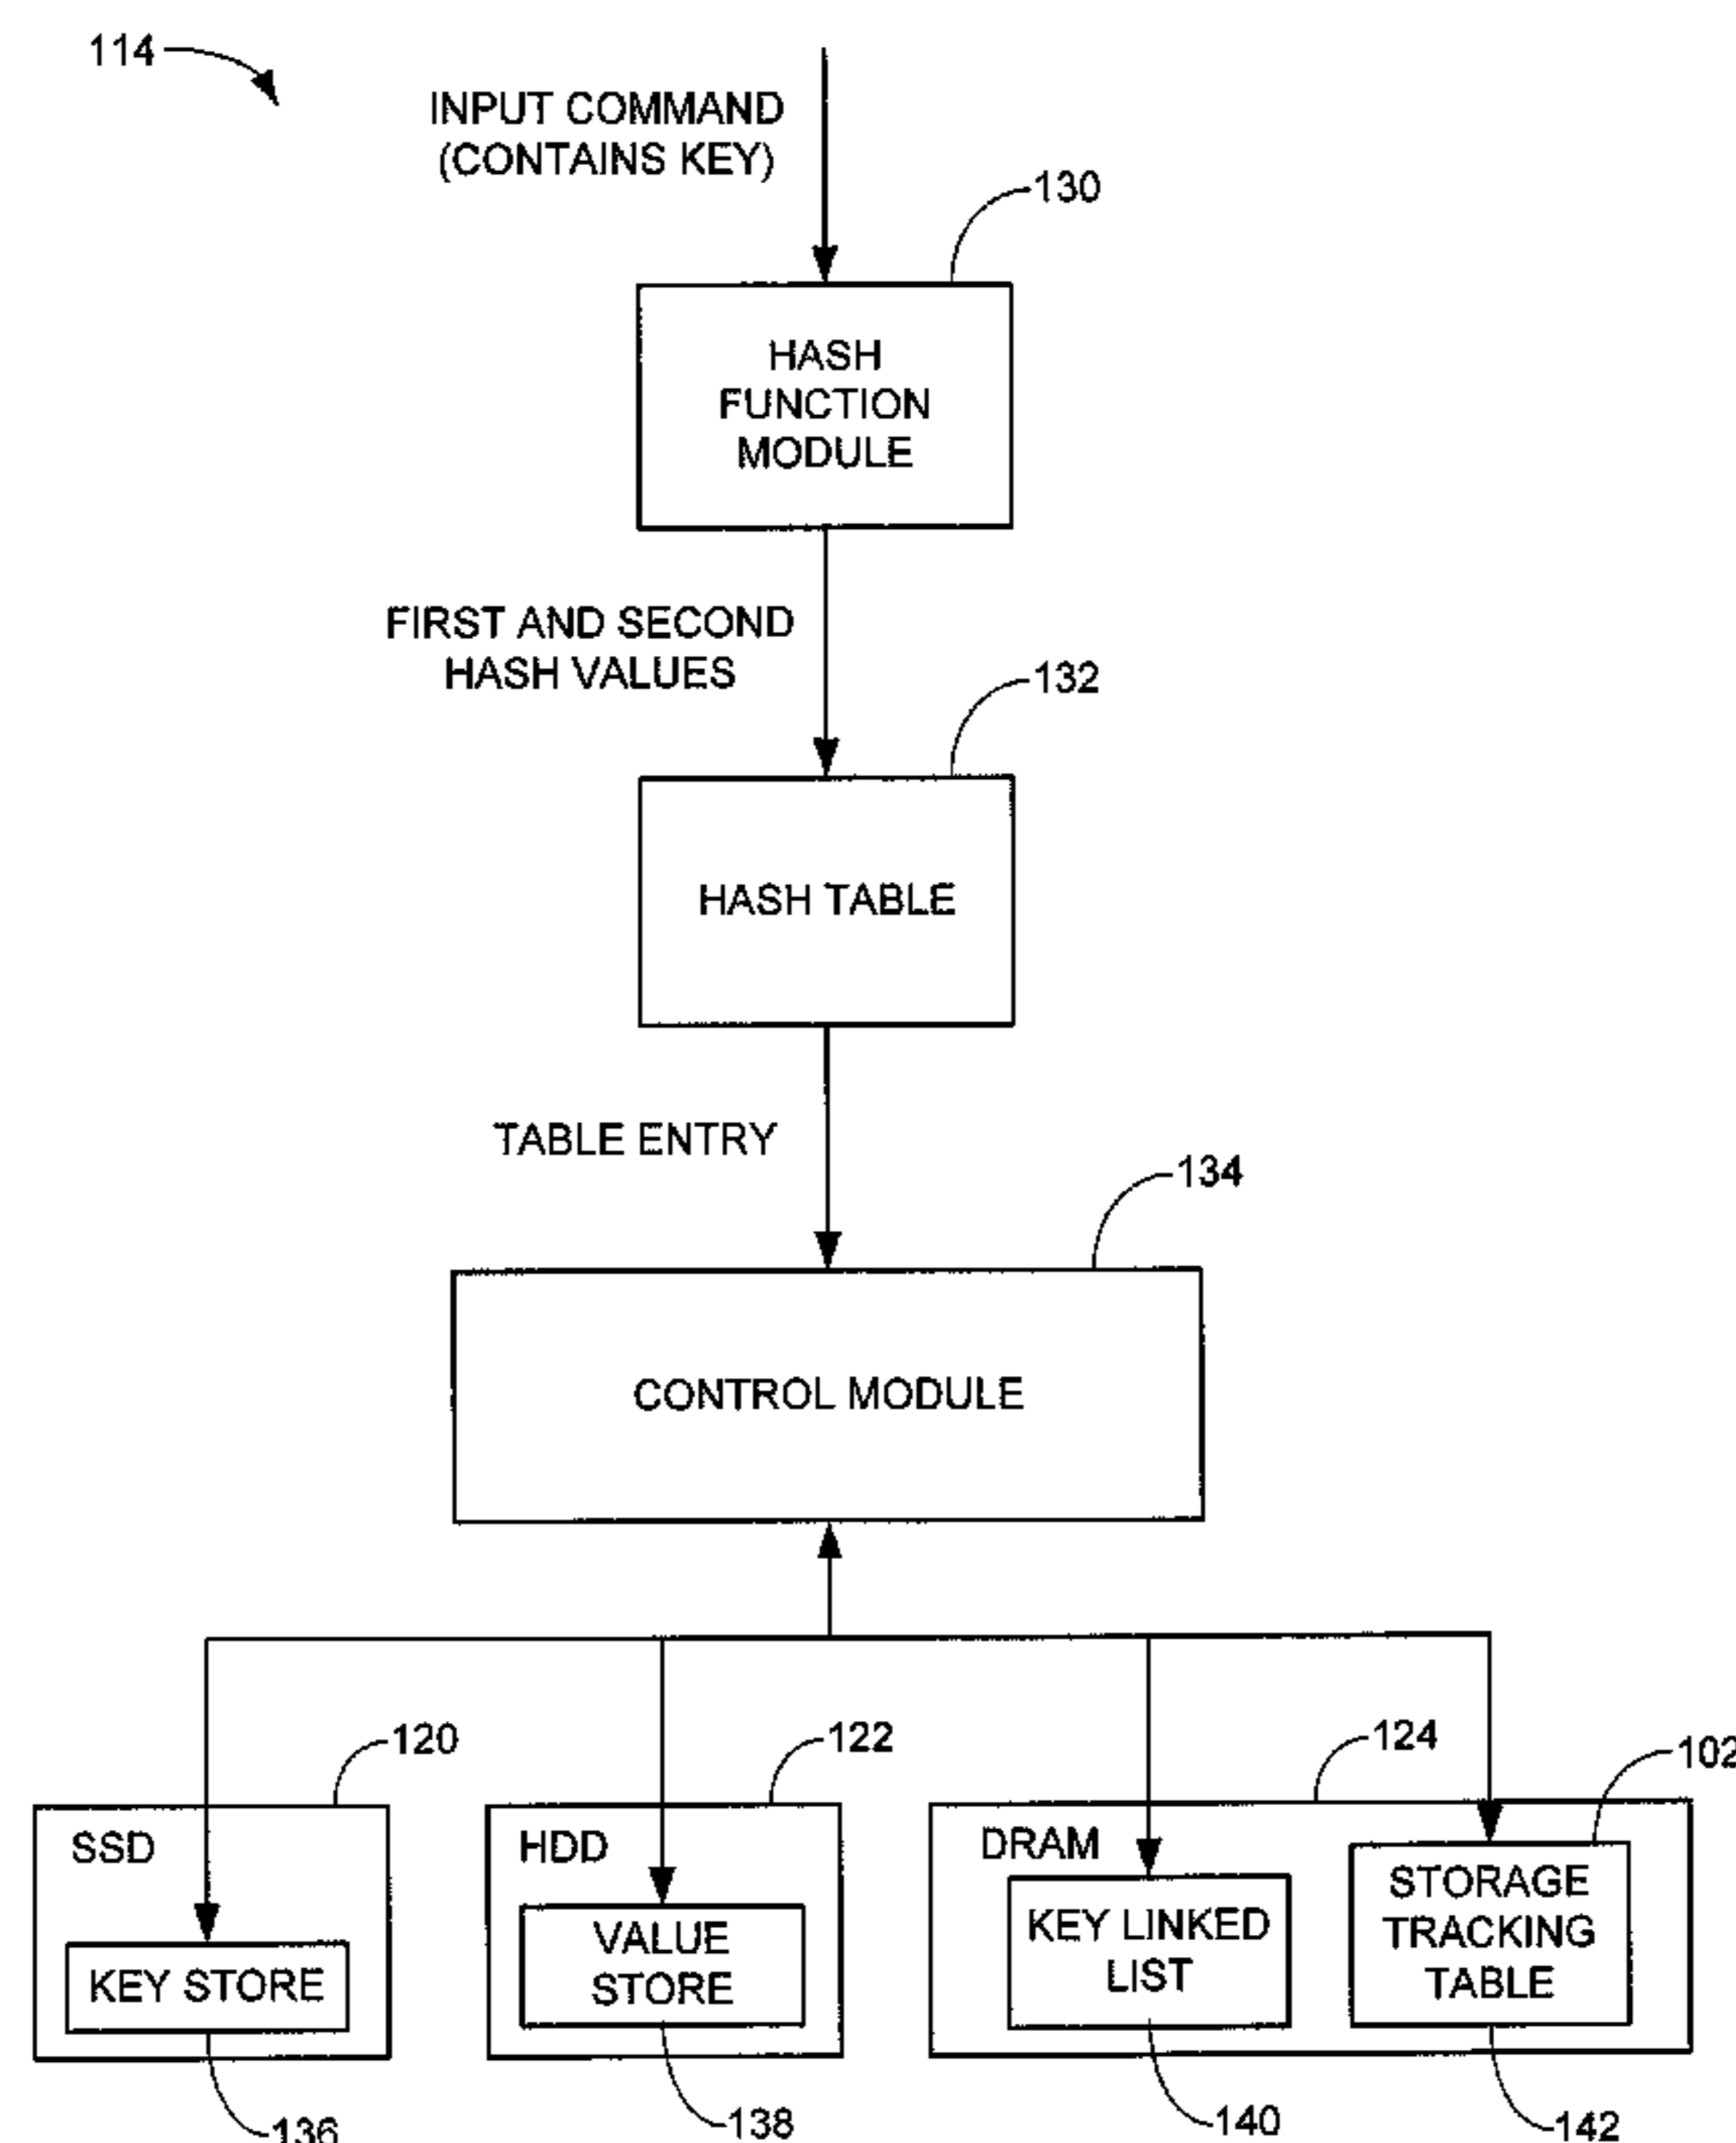 114
INPUT COMMAND
(CONTAINS KEY)
130
HASH
FUNCTION
MODULE
FIRST AND SECOND
HASH VALUES
132
HASH TABLE
TABLE ENTRY
134
CONTROL MODULE
120
122
124
102
SSD
HDD
DRAM
KEY STORE
VALUE
STORE
KEY LINKED
LIST
STORAGE
TRACKING
TABLE
136
138
140
142